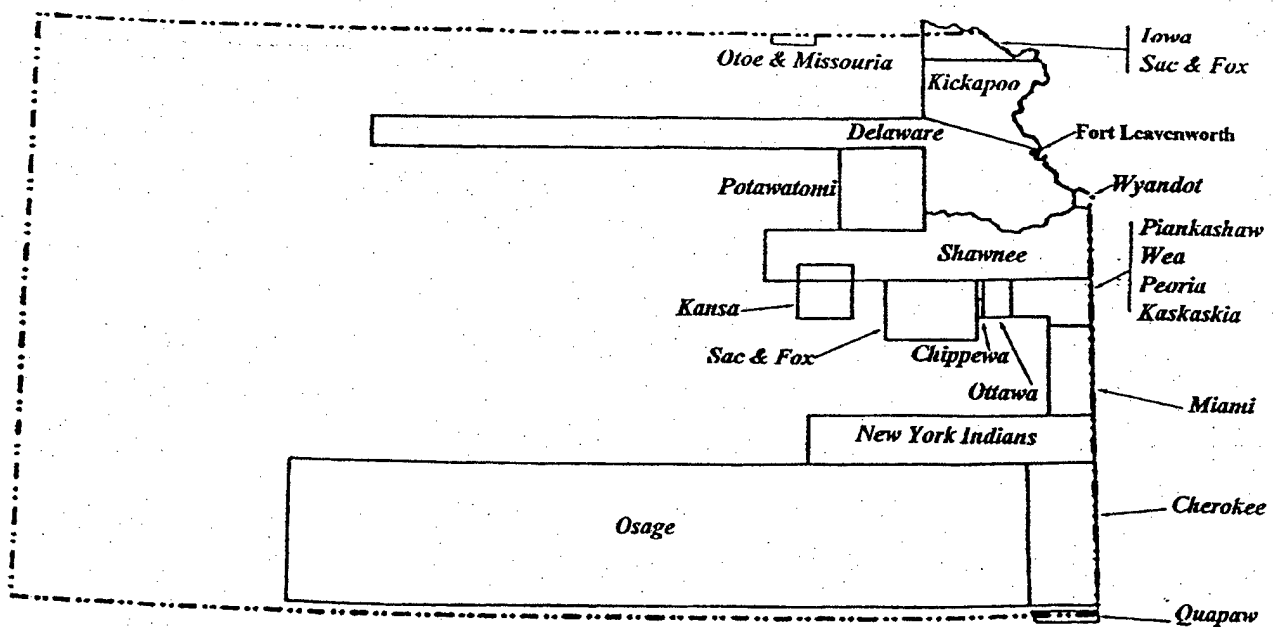 Iowa
Sac & Fox
Otoe & Missouria
Kickapoo
Delaware
Fort Leavenworth
Potawatomi
Wyandot
Piankashaw
Wea
Peoria
Kaskaskia
Shawnee
Kansa
Sac & Fox
Chippewa
Ottawa
Miami
New York Indians
Cherokee
Osage
Quapaw